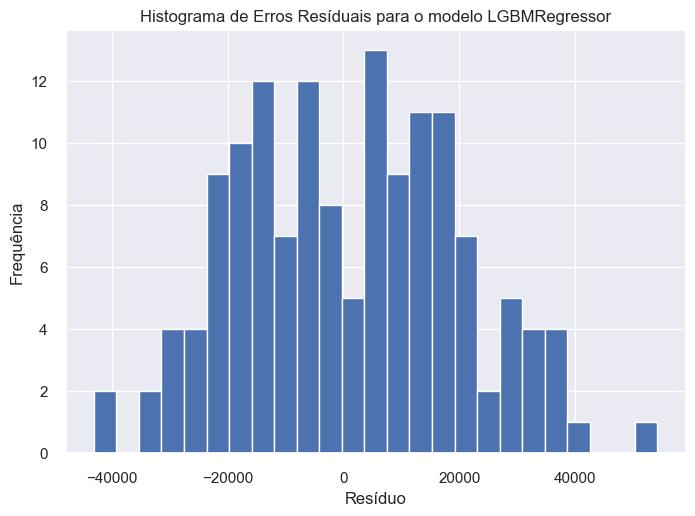 Histograma de Erros Resíduais para o modelo LGBMRegressor
Frequência
12
10
8
6
4
2
0
−40000 −20000 0 20000 40000
Resíduo